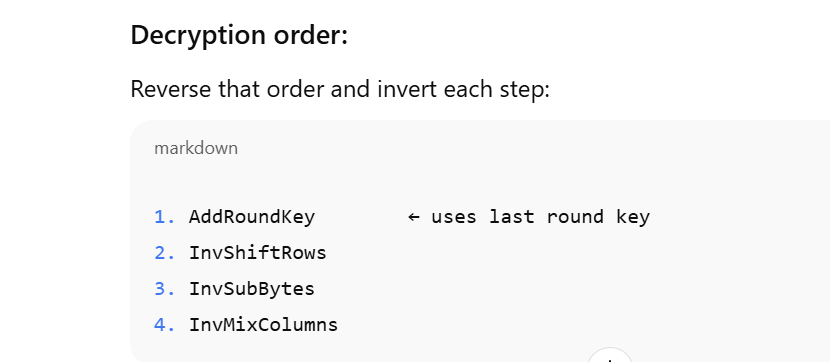 Decryption order:
Reverse that order and invert each step:
markdown
1. AddRoundKey        ← uses last round key
2. InvShiftRows
3. InvSubBytes
4. InvMixColumns